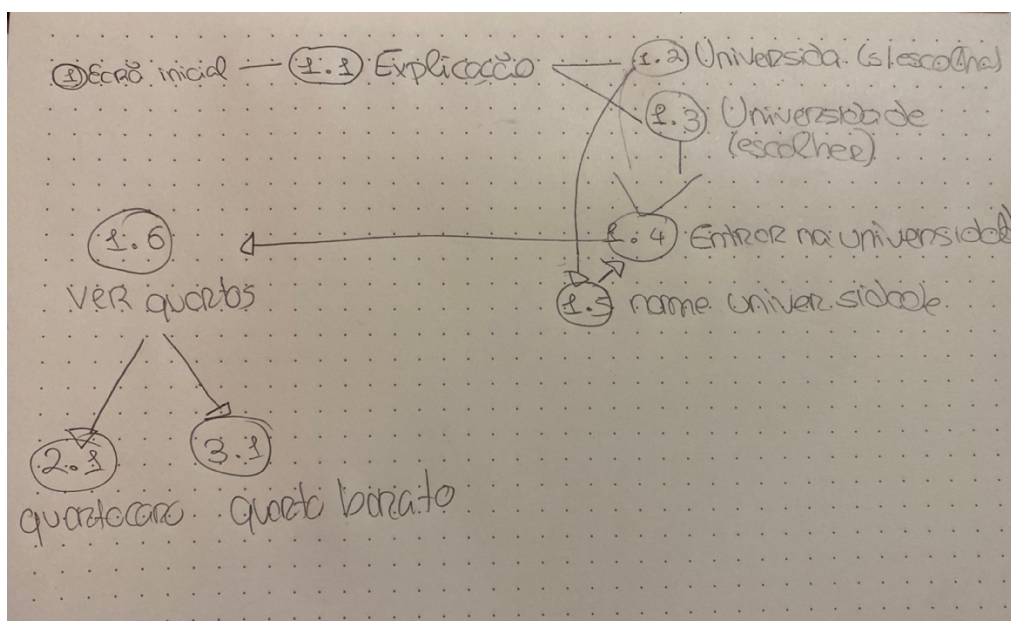 1 Ecrã inicial 1.1 Explicação 1.2 Universida. (s/escolha)
1.3 Universidade
(escolher)
1.4 Entrar na universidade
1.6
ver quartos
1.5 nome universidade
2.1 3.1
quarto caro quarto barato